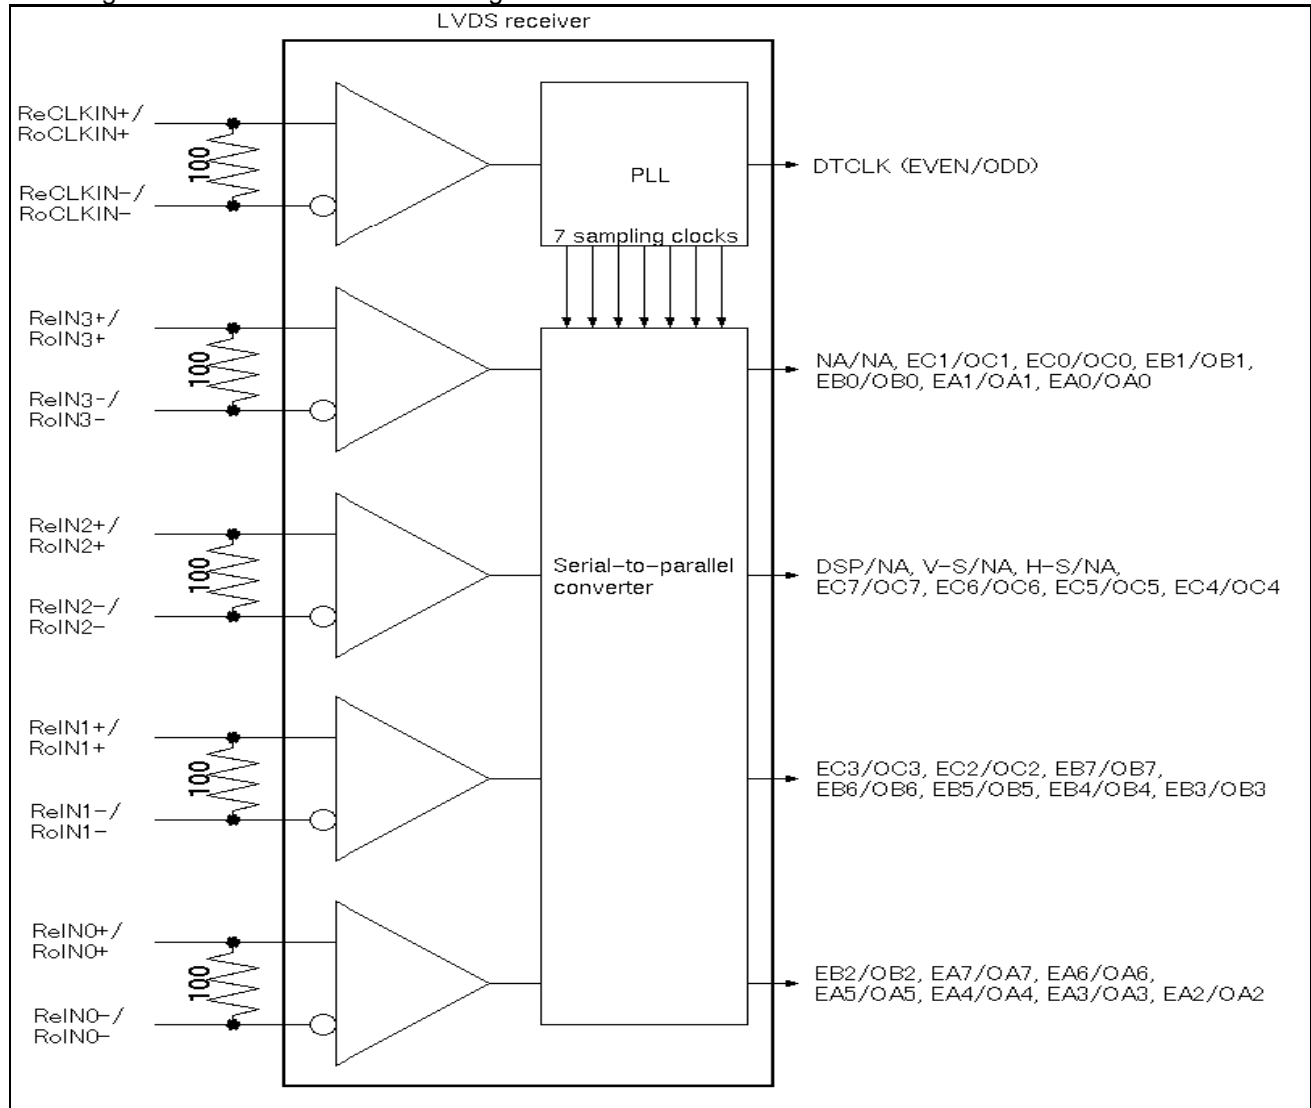 LVDS receiver
ReCLKIN+/
RoCLKIN+
100
ReCLKIN-/
RoCLKIN-
PLL
7 sampling clocks
DTCLK (EVEN/ODD)
ReIN3+/
RoIN3+
100
ReIN3-/
RoIN3-
NA/NA, EC1/OC1, EC0/OC0, EB1/OB1,
EB0/OB0, EA1/OA1, EA0/OA0
ReIN2+/
RoIN2+
100
ReIN2-/
RoIN2-
Serial-to-parallel
converter
DSP/NA, V-S/NA, H-S/NA,
EC7/OC7, EC6/OC6, EC5/OC5, EC4/OC4
ReIN1+/
RoIN1+
100
ReIN1-/
RoIN1-
EC3/OC3, EC2/OC2, EB7/OB7,
EB6/OB6, EB5/OB5, EB4/OB4, EB3/OB3
ReIN0+/
RoIN0+
100
ReIN0-/
RoIN0-
EB2/OB2, EA7/OA7, EA6/OA6,
EA5/OA5, EA4/OA4, EA3/OA3, EA2/OA2